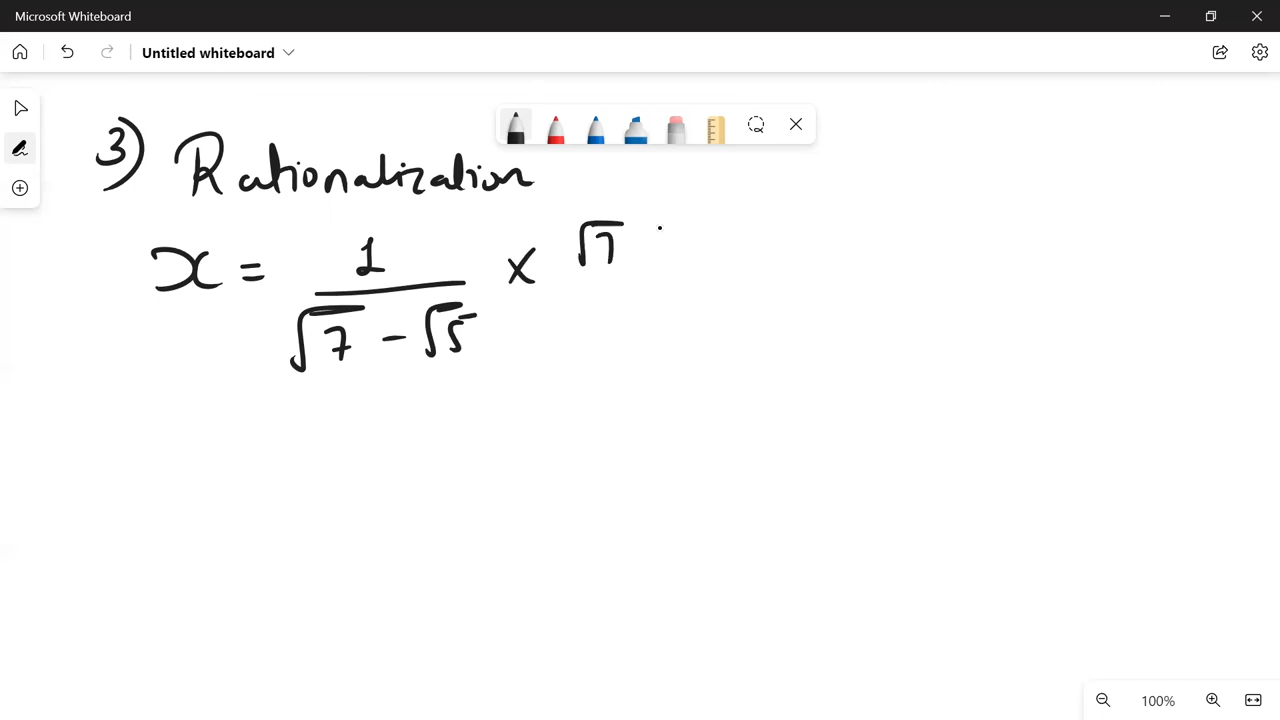 Microsoft Whiteboard
Untitled whiteboard
3) Rationalization
x = 1 / √7 - √5 × √7
100%